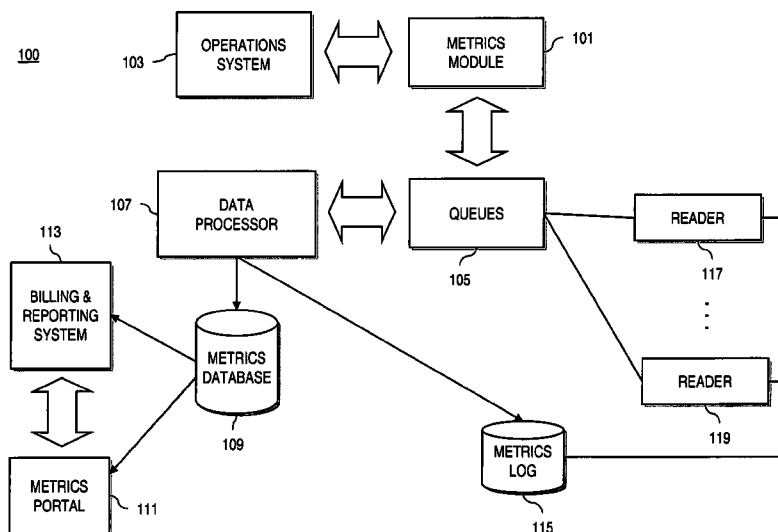 100
OPERATIONS
SYSTEM
103
METRICS
MODULE
101
107
DATA
PROCESSOR
QUEUES
105
READER
117
113
BILLING &
REPORTING
SYSTEM
METRICS
DATABASE
109
READER
119
METRICS
PORTAL
111
METRICS
LOG
115